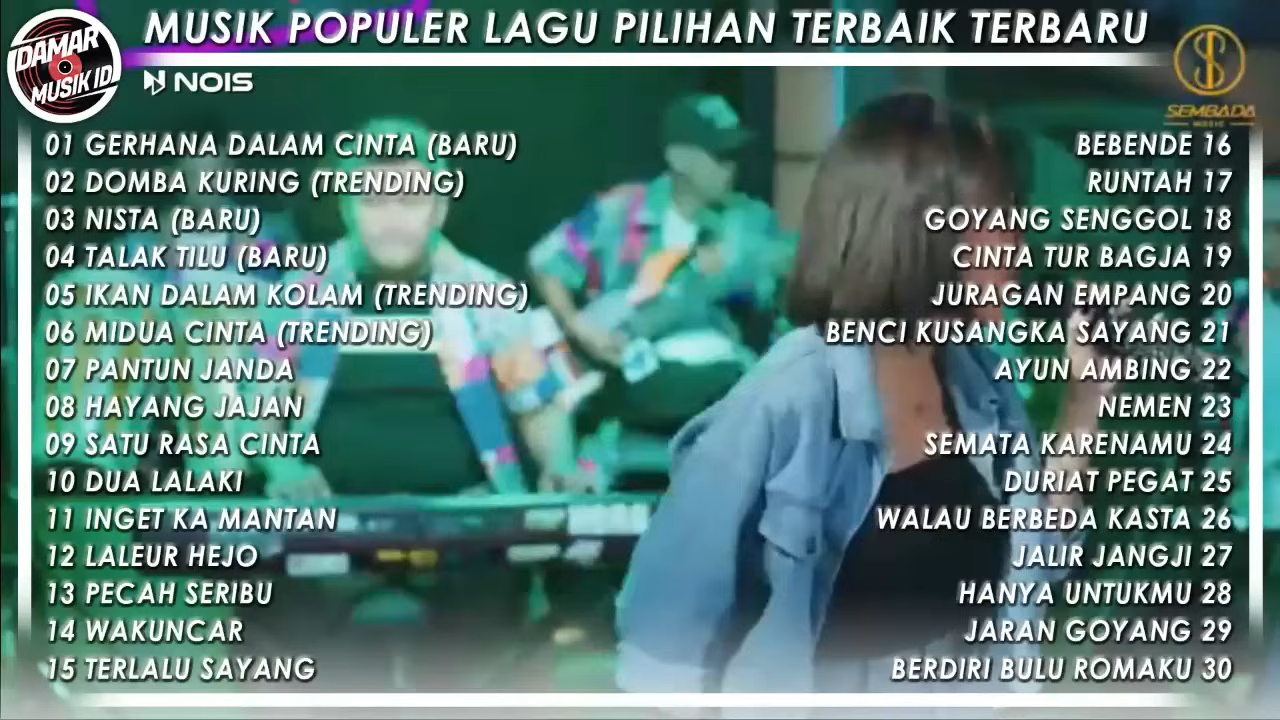 DAMAR
MUSIK ID
MUSIK POPULER LAGU PILIHAN TERBAIK TERBARU
NOIS
SEMBADA
MUSIC
01 GERHANA DALAM CINTA (BARU)
02 DOMBA KURING (TRENDING)
03 NISTA (BARU)
04 TALAK TILU (BARU)
05 IKAN DALAM KOLAM (TRENDING)
06 MIDUA CINTA (TRENDING)
07 PANTUN JANDA
08 HAYANG JAJAN
09 SATU RASA CINTA
10 DUA LALAKI
11 INGET KA MANTAN
12 LALEUR HEJO
13 PECAH SERIBU
14 WAKUNCAR
15 TERLALU SAYANG
BEBENDE 16
RUNTAH 17
GOYANG SENGGOL 18
CINTA TUR BAGJA 19
JURAGAN EMPANG 20
BENCI KUSANGKA SAYANG 21
AYUN AMBING 22
NEMEN 23
SEMATA KARENAMU 24
DURIAT PEGAT 25
WALAU BERBEDA KASTA 26
JALIR JANGJI 27
HANYA UNTUKMU 28
JARAN GOYANG 29
BERDIRI BULU ROMAKU 30